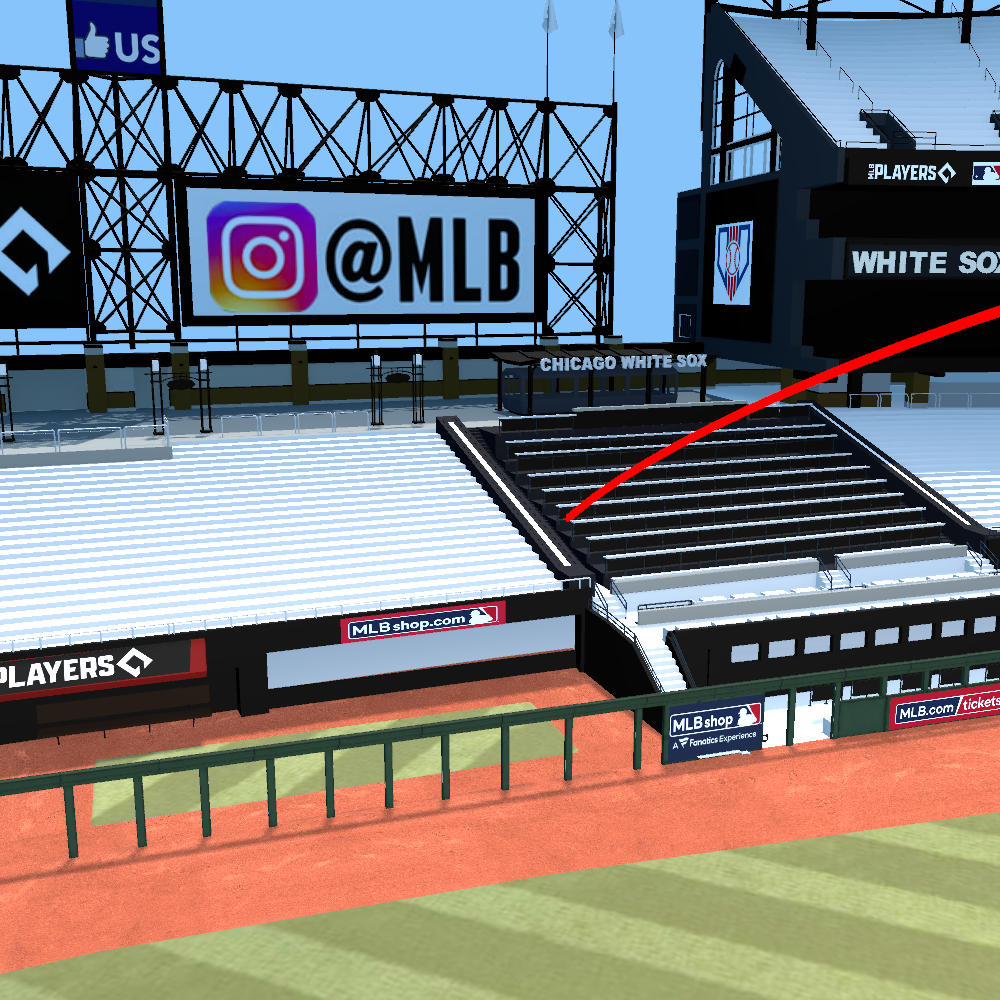 US
@MLB
MLB PLAYERS
WHITE SOX
CHICAGO WHITE SOX
MLBshop.com
PLAYERS
MLBshop
A Fanatics Experience
MLB.com/tickets